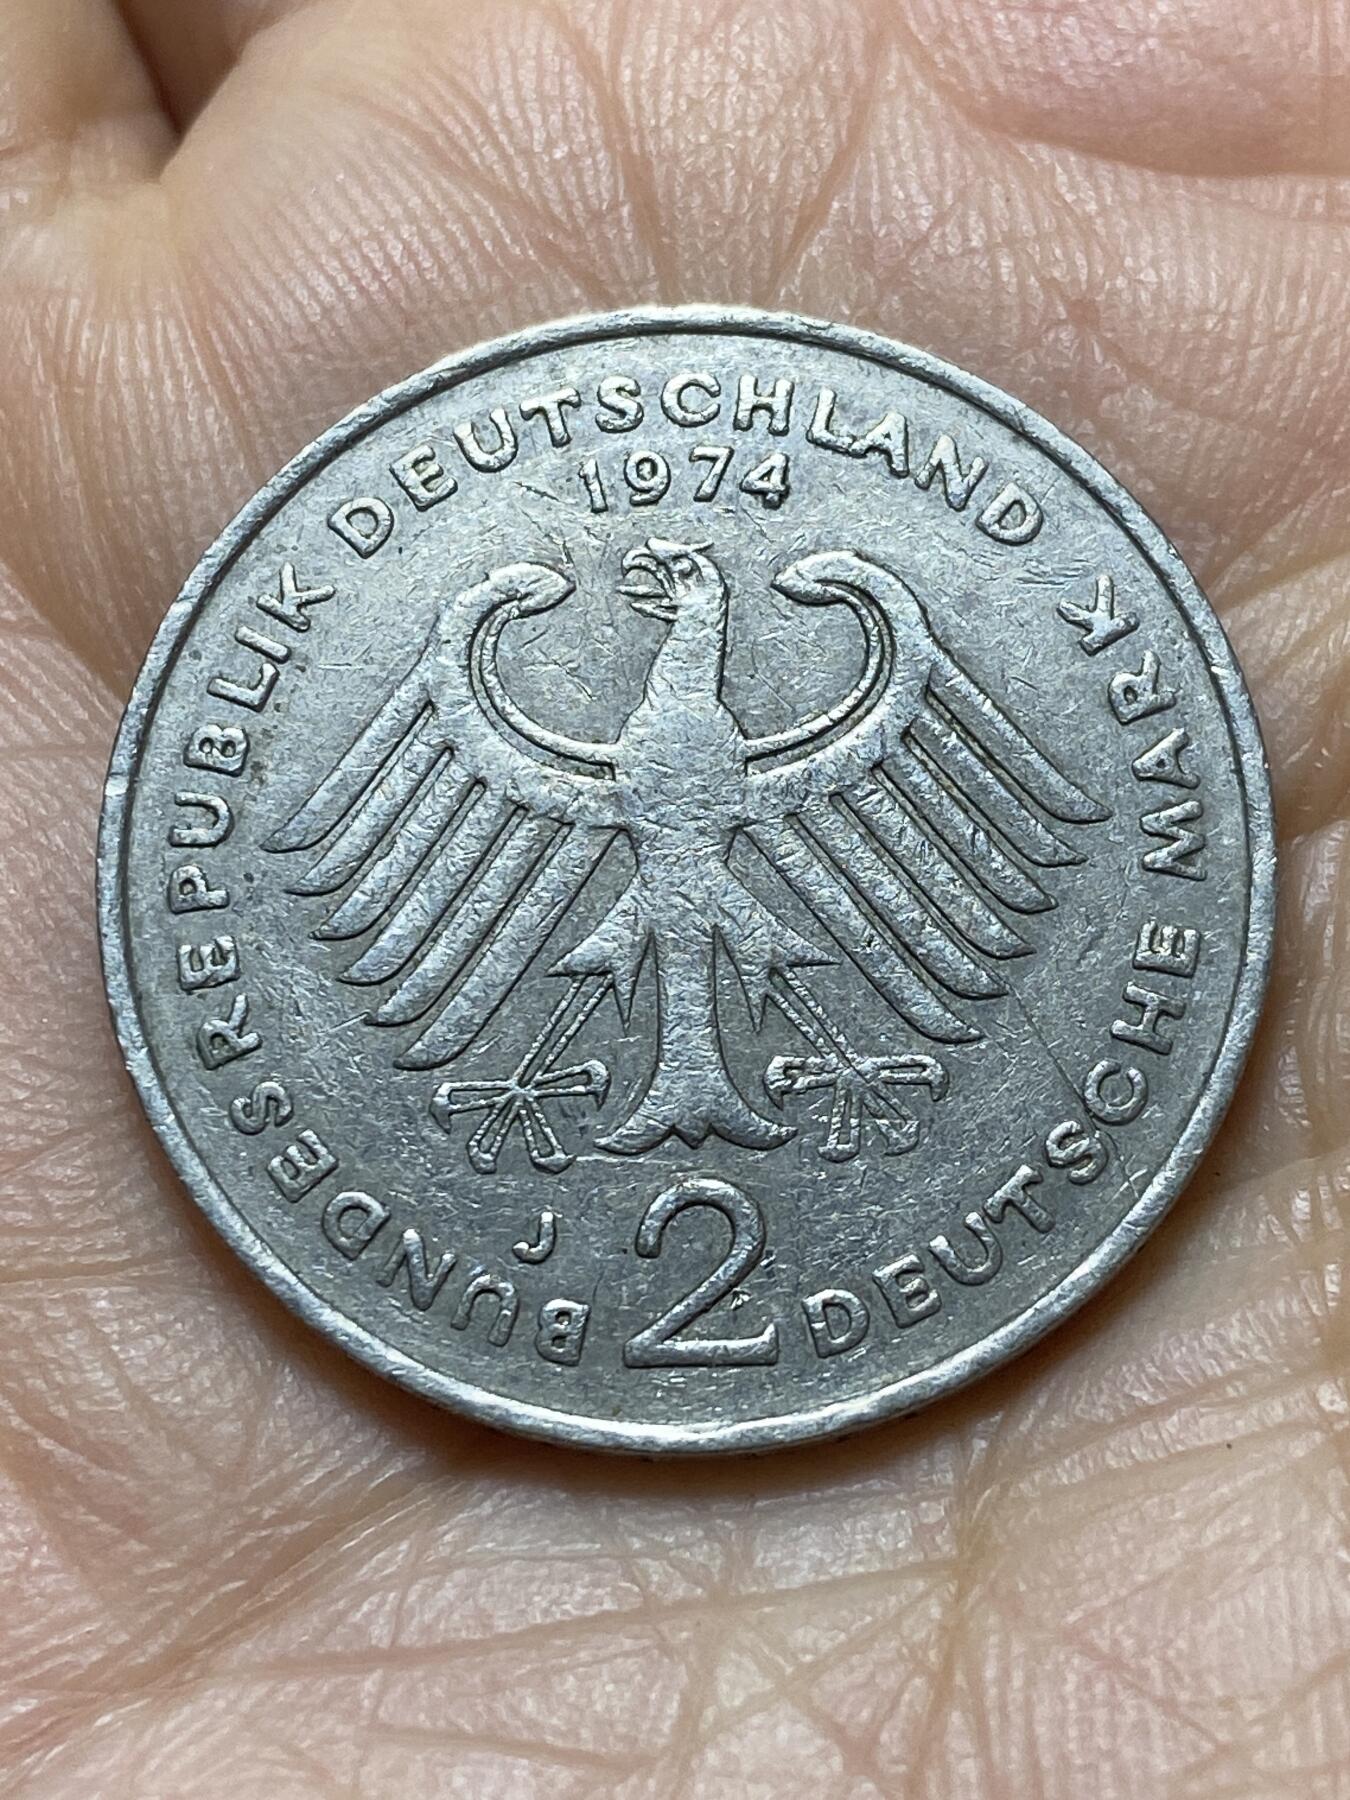 BUNDESREPUBLIK DEUTSCHLAND
1974
J
2 DEUTSCHE MARK